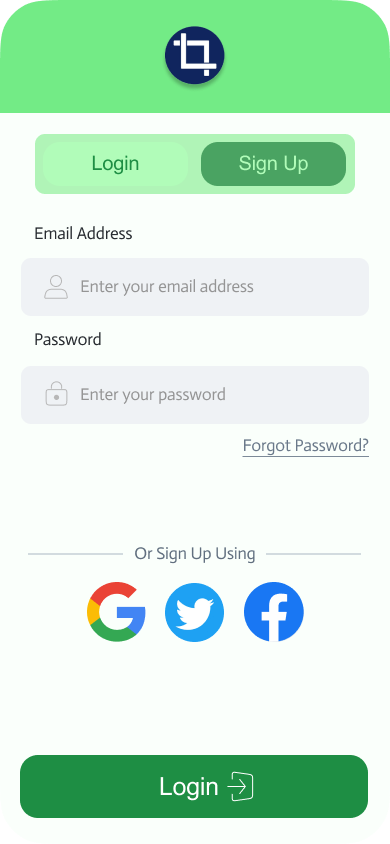 Login
Sign Up
Email Address
Enter your email address
Password
Enter your password
Forgot Password?
Or Sign Up Using
Login